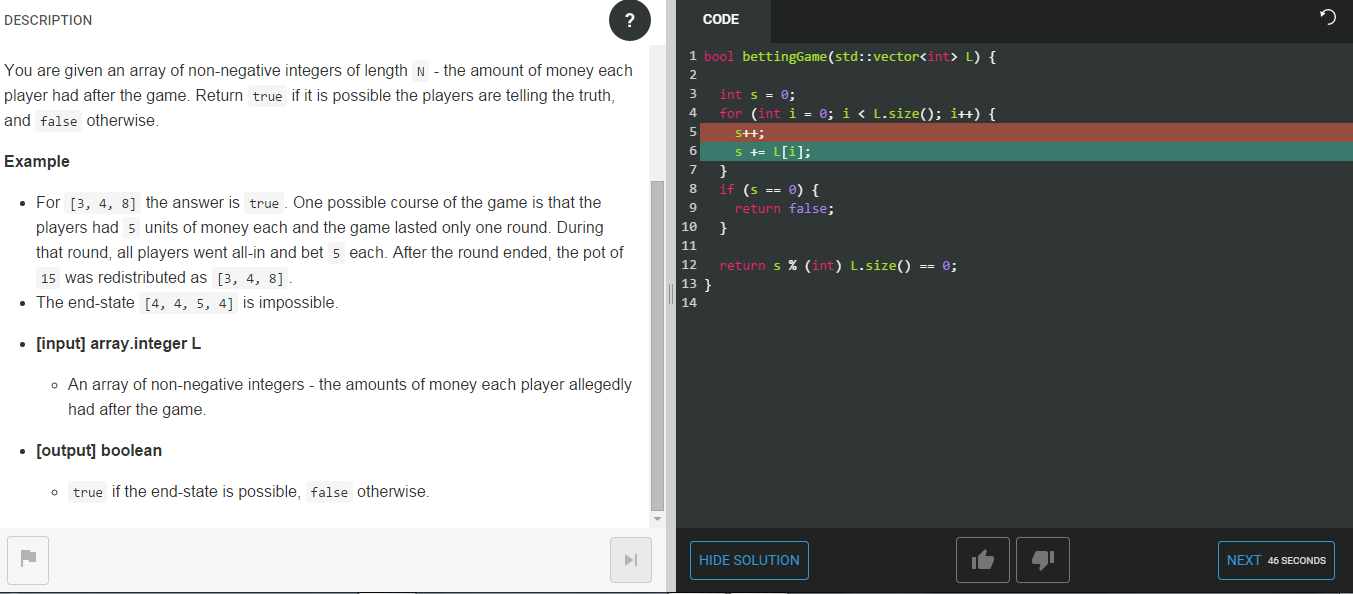 DESCRIPTION
?
You are given an array of non-negative integers of length N - the amount of money each
player had after the game. Return true if it is possible the players are telling the truth,
and false otherwise.
Example
• For [3, 4, 8] the answer is true. One possible course of the game is that the
players had 5 units of money each and the game lasted only one round. During
that round, all players went all-in and bet 5 each. After the round ended, the pot of
15 was redistributed as [3, 4, 8].
• The end-state [4, 4, 5, 4] is impossible.
• [input] array.integer L
◦ An array of non-negative integers - the amounts of money each player allegedly
had after the game.
• [output] boolean
◦ true if the end-state is possible, false otherwise.
CODE
1 bool bettingGame(std::vector<int> L) {
2
3   int s = 0;
4   for (int i = 0; i < L.size(); i++) {
5     s++;
6     s += L[i];
7   }
8   if (s == 0) {
9     return false;
10   }
11
12   return s % (int) L.size() == 0;
13 }
14
HIDE SOLUTION
NEXT 46 SECONDS